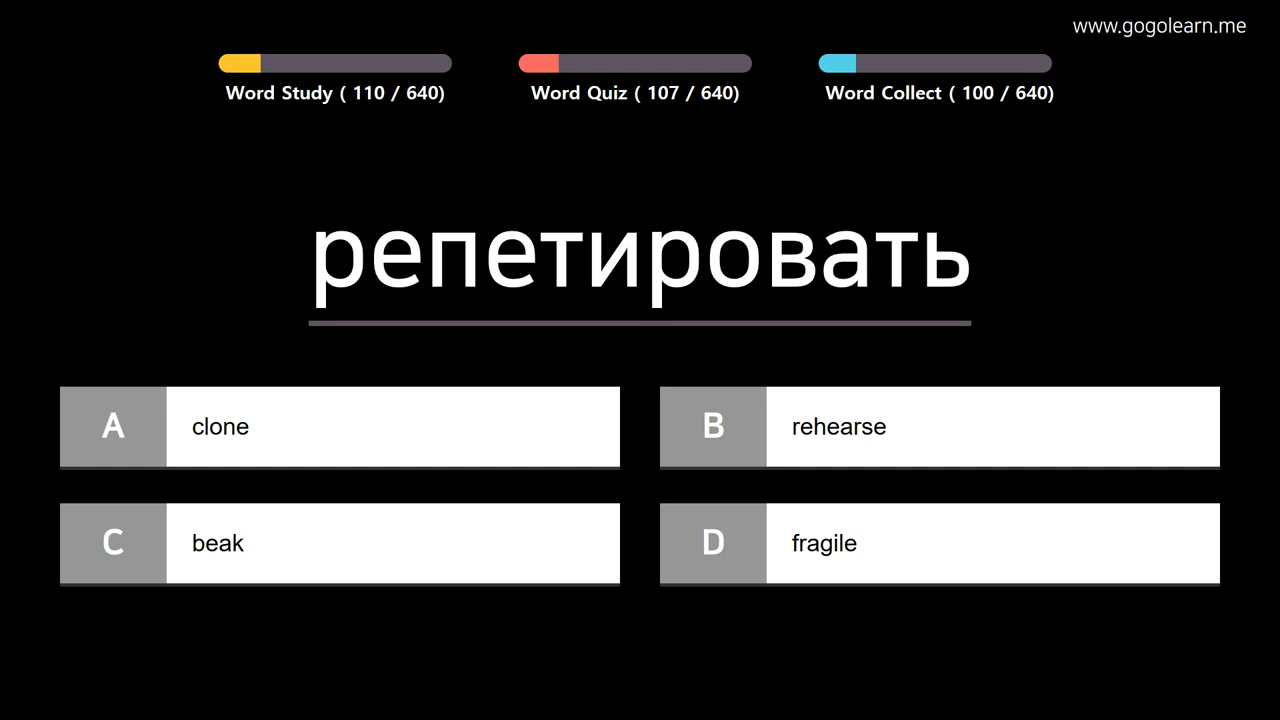 www.gogolearn.me
Word Study ( 110 / 640)
Word Quiz ( 107 / 640)
Word Collect ( 100 / 640)
репетировать
A clone
B rehearse
C beak
D fragile